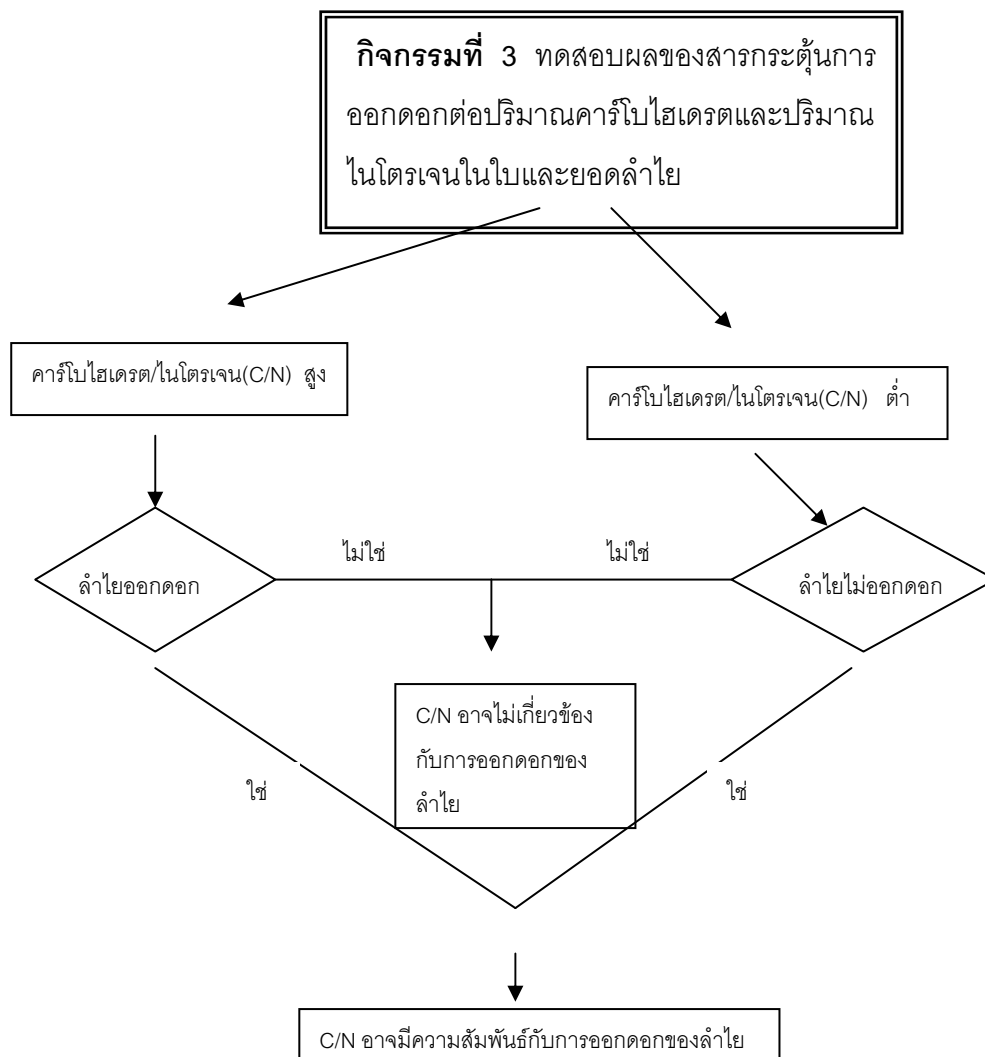 กิจกรรมที่ 3 ทดสอบผลของสารกระตุ้นการ
ออกดอกต่อปริมาณคาร์โบไฮเดรตและปริมาณ
ไนโตรเจนในใบและยอดลำไย
คาร์โบไฮเดรต/ไนโตรเจน(C/N) สูง
คาร์โบไฮเดรต/ไนโตรเจน(C/N) ต่ำ
ไม่ใช่
ไม่ใช่
ลำไยออกดอก
ลำไยไม่ออกดอก
C/N อาจไม่เกี่ยวข้อง
กับการออกดอกของ
ลำไย
ใช่
ใช่
C/N อาจมีความสัมพันธ์กับการออกดอกของลำไย